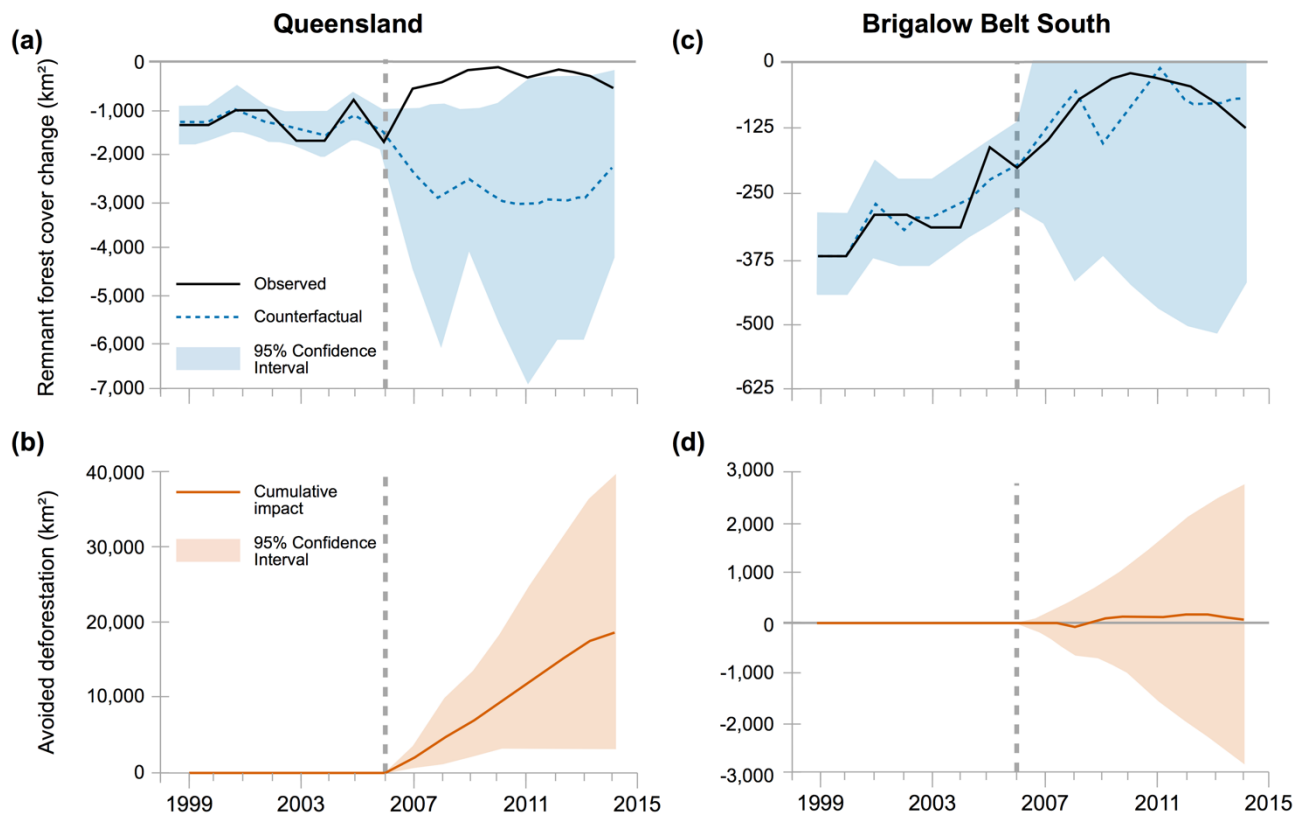 Queensland
(a)
Remnant forest cover change (km²)
0
-1,000
-2,000
-3,000
-4,000
-5,000
-6,000
-7,000
Observed
Counterfactual
95% Confidence
Interval
Brigalow Belt South
(c)
0
-125
-250
-375
-500
-625
(b)
Avoided deforestation (km²)
40,000
30,000
20,000
10,000
0
Cumulative
impact
95% Confidence
Interval
1999 2003 2007 2011 2015
(d)
3,000
2,000
1,000
0
-1,000
-2,000
-3,000
1999 2003 2007 2011 2015